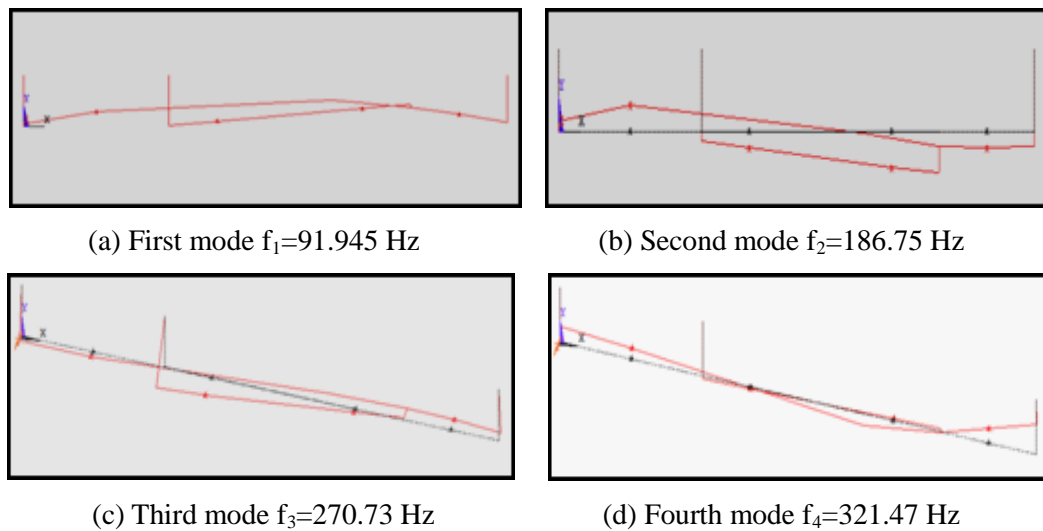 Y
X
Y
X
(a) First mode f₁=91.945 Hz
(b) Second mode f₂=186.75 Hz
Y
X
Y
X
(c) Third mode f₃=270.73 Hz
(d) Fourth mode f₄=321.47 Hz